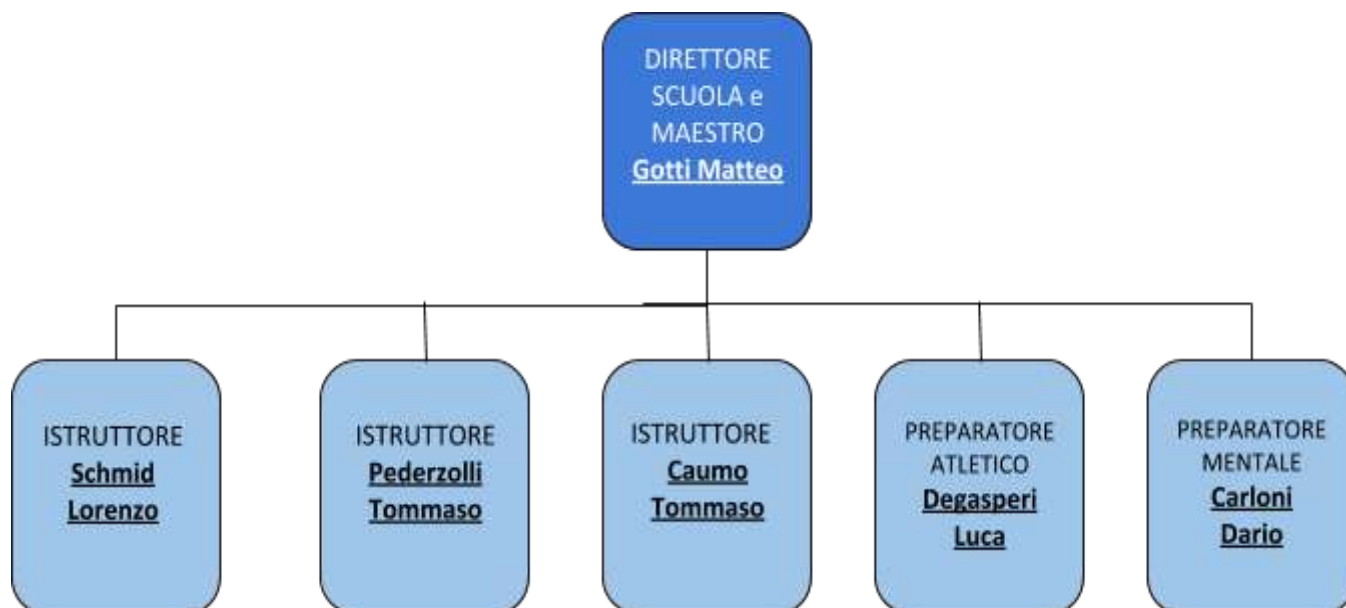 DIRETTORE
SCUOLA e
MAESTRO
Gotti Matteo
ISTRUTTORE
Schmid
Lorenzo
ISTRUTTORE
Pederzolli
Tommaso
ISTRUTTORE
Caumo
Tommaso
PREPARATORE
ATLETICO
Degasperi
Luca
PREPARATORE
MENTALE
Carloni
Dario